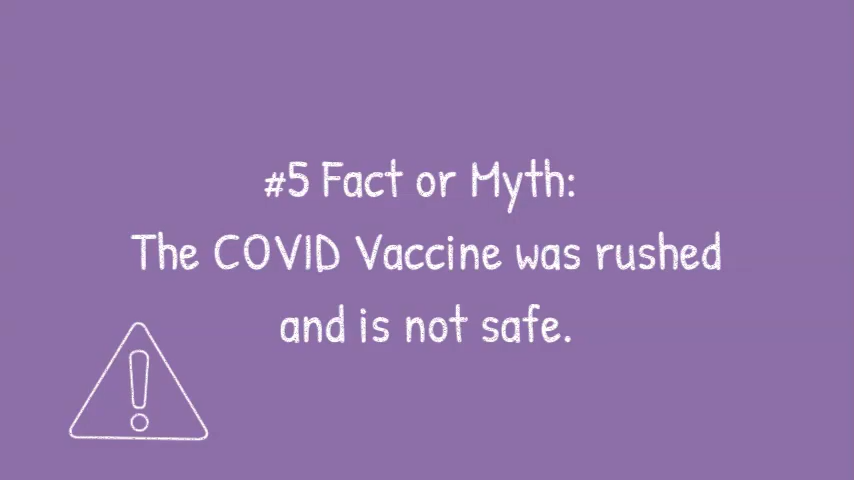 #5 Fact or Myth:
The COVID Vaccine was rushed
and is not safe.